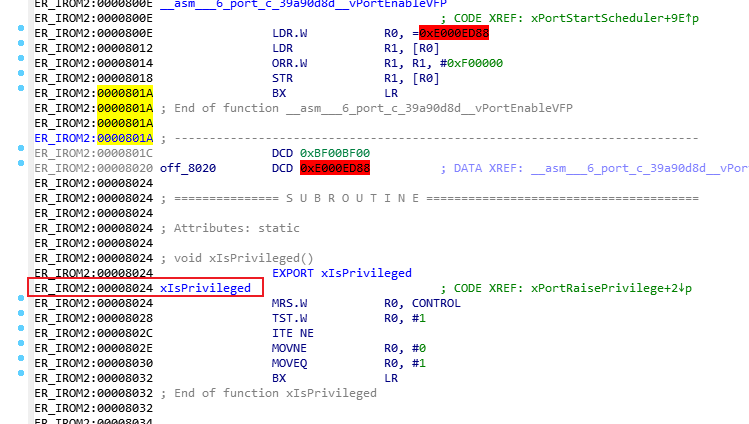 ER_IROM2:0000800E __asm___6_port_c_39a90d8d__vPortEnableVFP
ER_IROM2:0000800E ; CODE XREF: xPortStartScheduler+9E↑p
ER_IROM2:0000800E LDR.W R0, =0xE000ED88
ER_IROM2:00008012 LDR R1, [R0]
ER_IROM2:00008014 ORR.W R1, R1, #0xF00000
ER_IROM2:00008018 STR R1, [R0]
ER_IROM2:0000801A BX LR
ER_IROM2:0000801A ; End of function __asm___6_port_c_39a90d8d__vPortEnableVFP
ER_IROM2:0000801A
ER_IROM2:0000801A ; ---------------------------------------------------------------------------
ER_IROM2:0000801C DCD 0xBF00BF00
ER_IROM2:00008020 off_8020 DCD 0xE000ED88 ; DATA XREF: __asm___6_port_c_39a90d8d__vPor
ER_IROM2:00008024
ER_IROM2:00008024 ; =============== S U B R O U T I N E =======================================
ER_IROM2:00008024
ER_IROM2:00008024 ; Attributes: static
ER_IROM2:00008024
ER_IROM2:00008024 ; void xIsPrivileged()
ER_IROM2:00008024 EXPORT xIsPrivileged
ER_IROM2:00008024 xIsPrivileged ; CODE XREF: xPortRaisePrivilege+2↓p
ER_IROM2:00008024 MRS.W R0, CONTROL
ER_IROM2:00008028 TST.W R0, #1
ER_IROM2:0000802C ITE NE
ER_IROM2:0000802E MOVNE R0, #0
ER_IROM2:00008030 MOVEQ R0, #1
ER_IROM2:00008032 BX LR
ER_IROM2:00008032 ; End of function xIsPrivileged
ER_IROM2:00008032
ER_IROM2:00008034